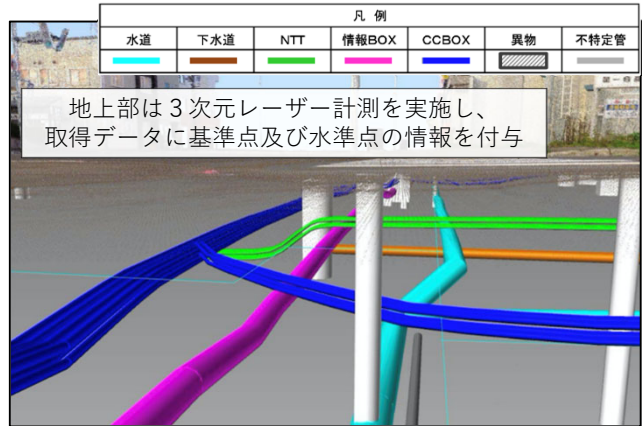 凡 例
水道 下水道 NTT 情報BOX CCBOX 異物 不特定管
地上部は３次元レーザー計測を実施し、
取得データに基準点及び水準点の情報を付与